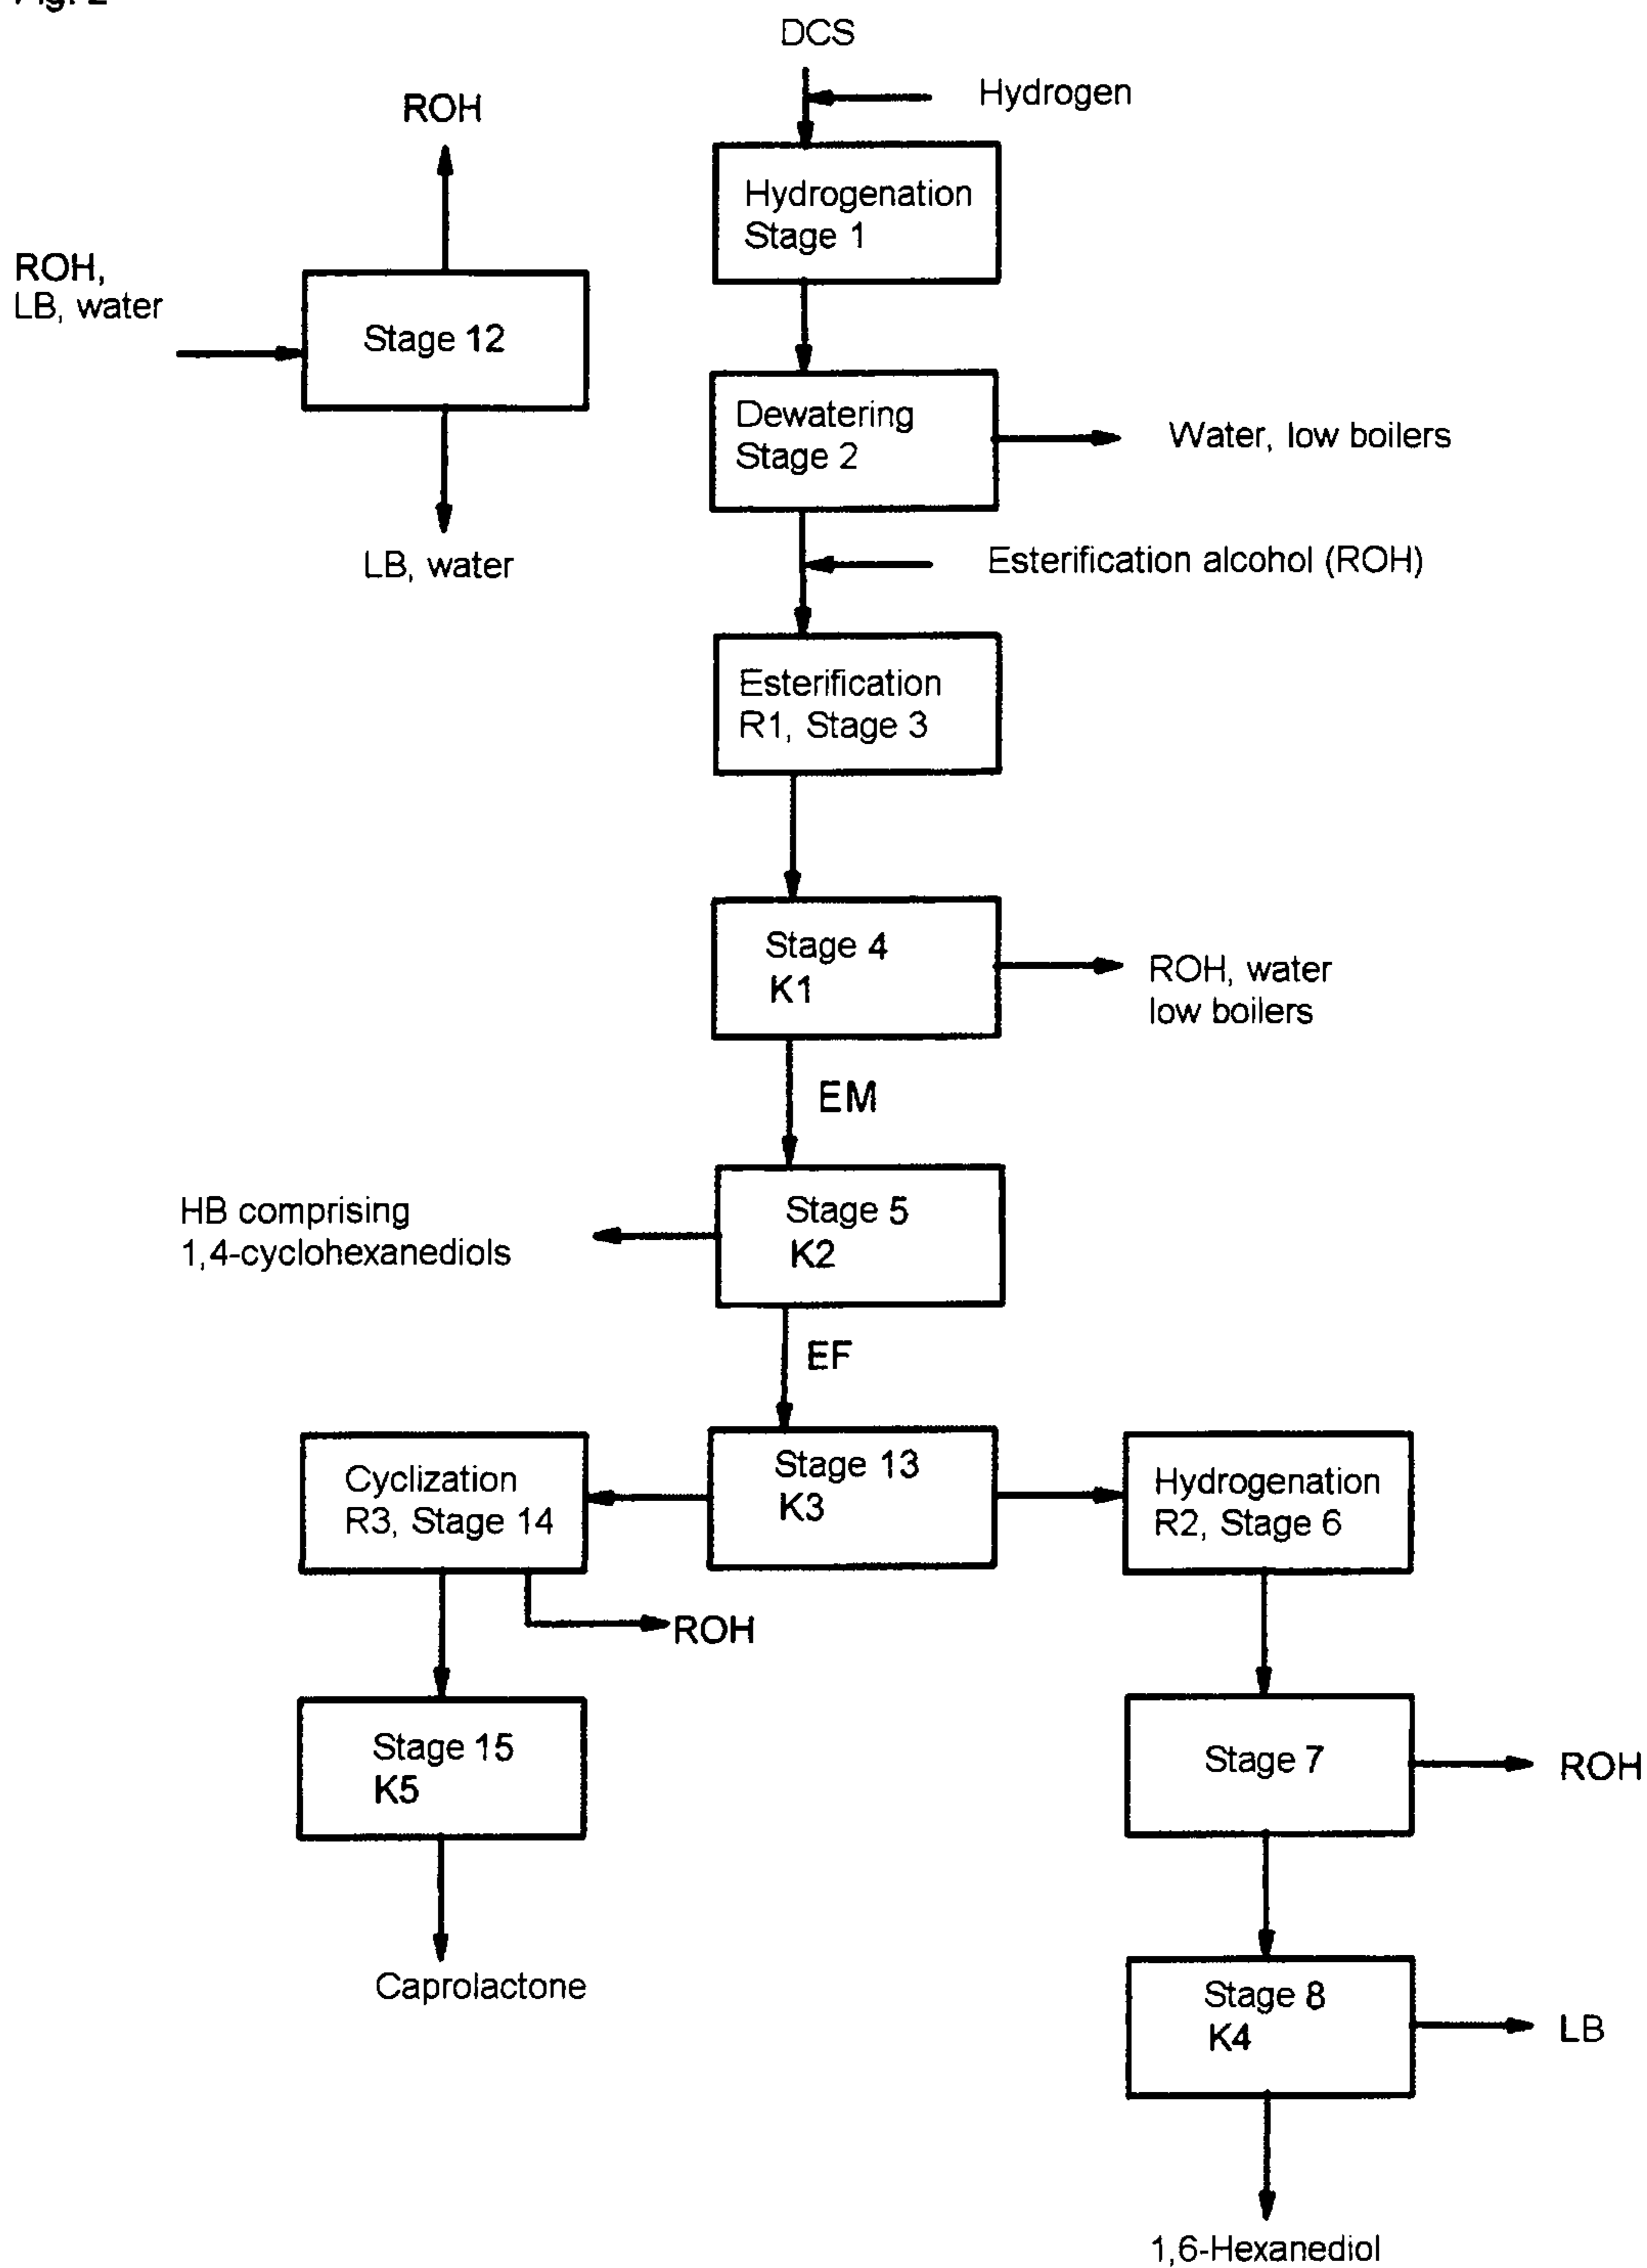 Fig. 2
DCS
Hydrogen
ROH
Hydrogenation
Stage 1
ROH,
LB, water
Stage 12
Dewatering
Stage 2
Water, low boilers
LB, water
Esterification alcohol (ROH)
Esterification
R1, Stage 3
Stage 4
K1
ROH, water
low boilers
EM
HB comprising
1,4-cyclohexanediols
Stage 5
K2
EF
Cyclization
R3, Stage 14
Stage 13
K3
Hydrogenation
R2, Stage 6
ROH
Stage 15
K5
Stage 7
ROH
Caprolactone
Stage 8
K4
LB
1,6-Hexanediol